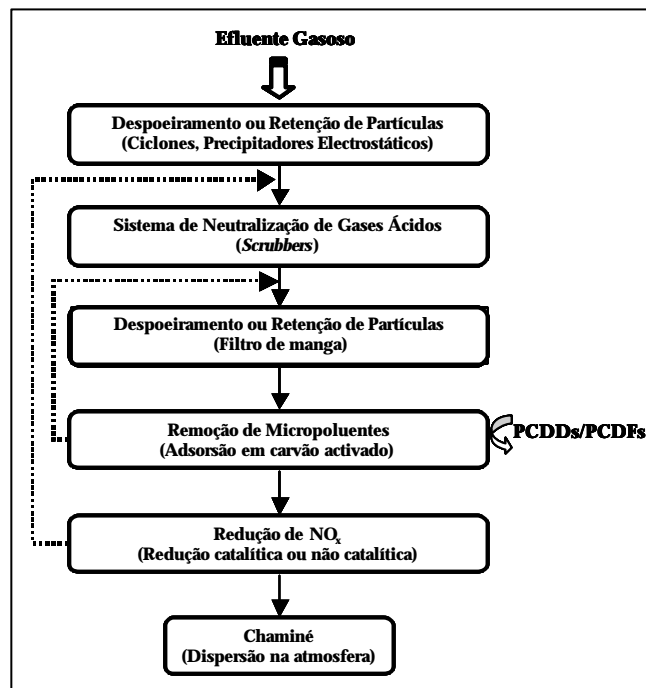 Efluente Gasoso
Despoeiramento ou Retenção de Partículas
(Ciclones, Precipitadores Electrostáticos)
Sistema de Neutralização de Gases Ácidos
(Scrubbers)
Despoeiramento ou Retenção de Partículas
(Filtro de manga)
Remoção de Micropoluentes
(Adsorsão em carvão activado)
PCDDs/PCDFs
Redução de NOx
(Redução catalítica ou não catalítica)
Chaminé
(Dispersão na atmosfera)